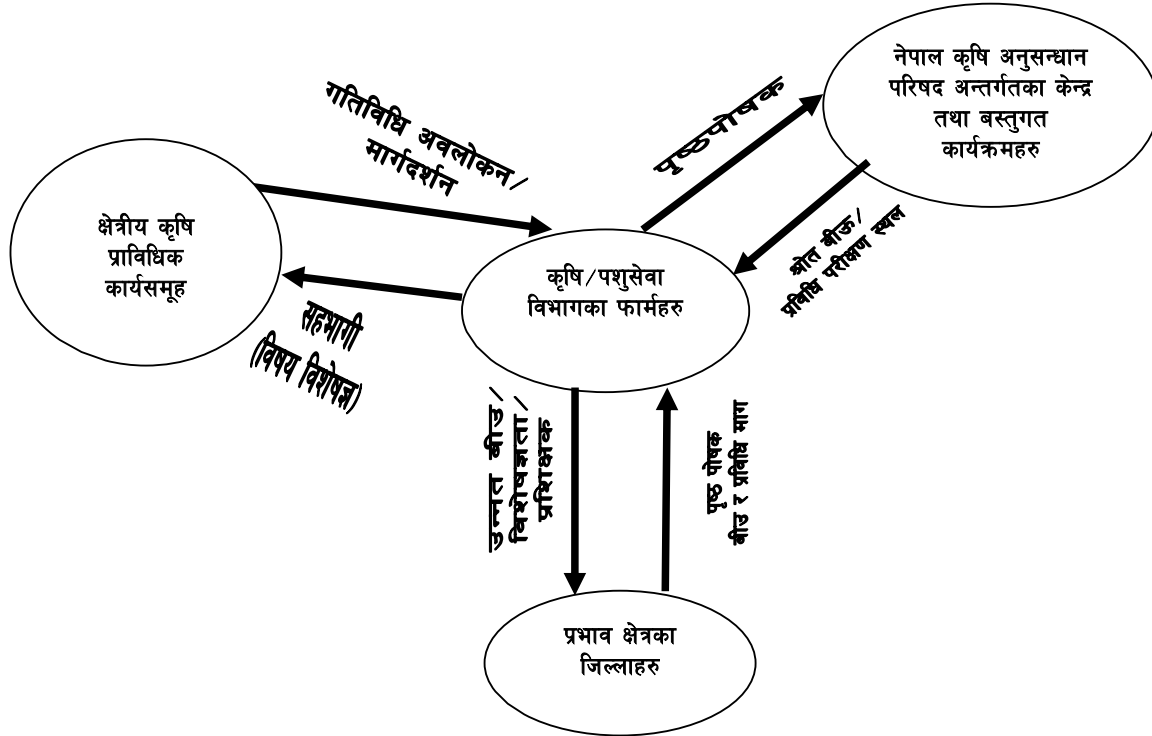 नेपाल कृषि अनुसन्धान
परिषद अन्तर्गतका केन्द्र
तथा बस्तुगत
कार्यक्रमहरु
गतिविधि अवलोकन/
मार्गदर्शन
पृष्ठपोषक
क्षेत्रीय कृषि
प्राविधिक
कार्यसमूह
श्रोत बीऊ/
प्रविधि परीक्षण स्थल
कृषि/पशुसेवा
विभागका फार्महरु
सहभागी
(विषय विशेषज्ञ)
उन्नत बीउ/
विशेषज्ञता/
प्रशिक्षक
पृष्ठ पोषक
बीउ र प्रविधि माग
प्रभाव क्षेत्रका
जिल्लाहरु